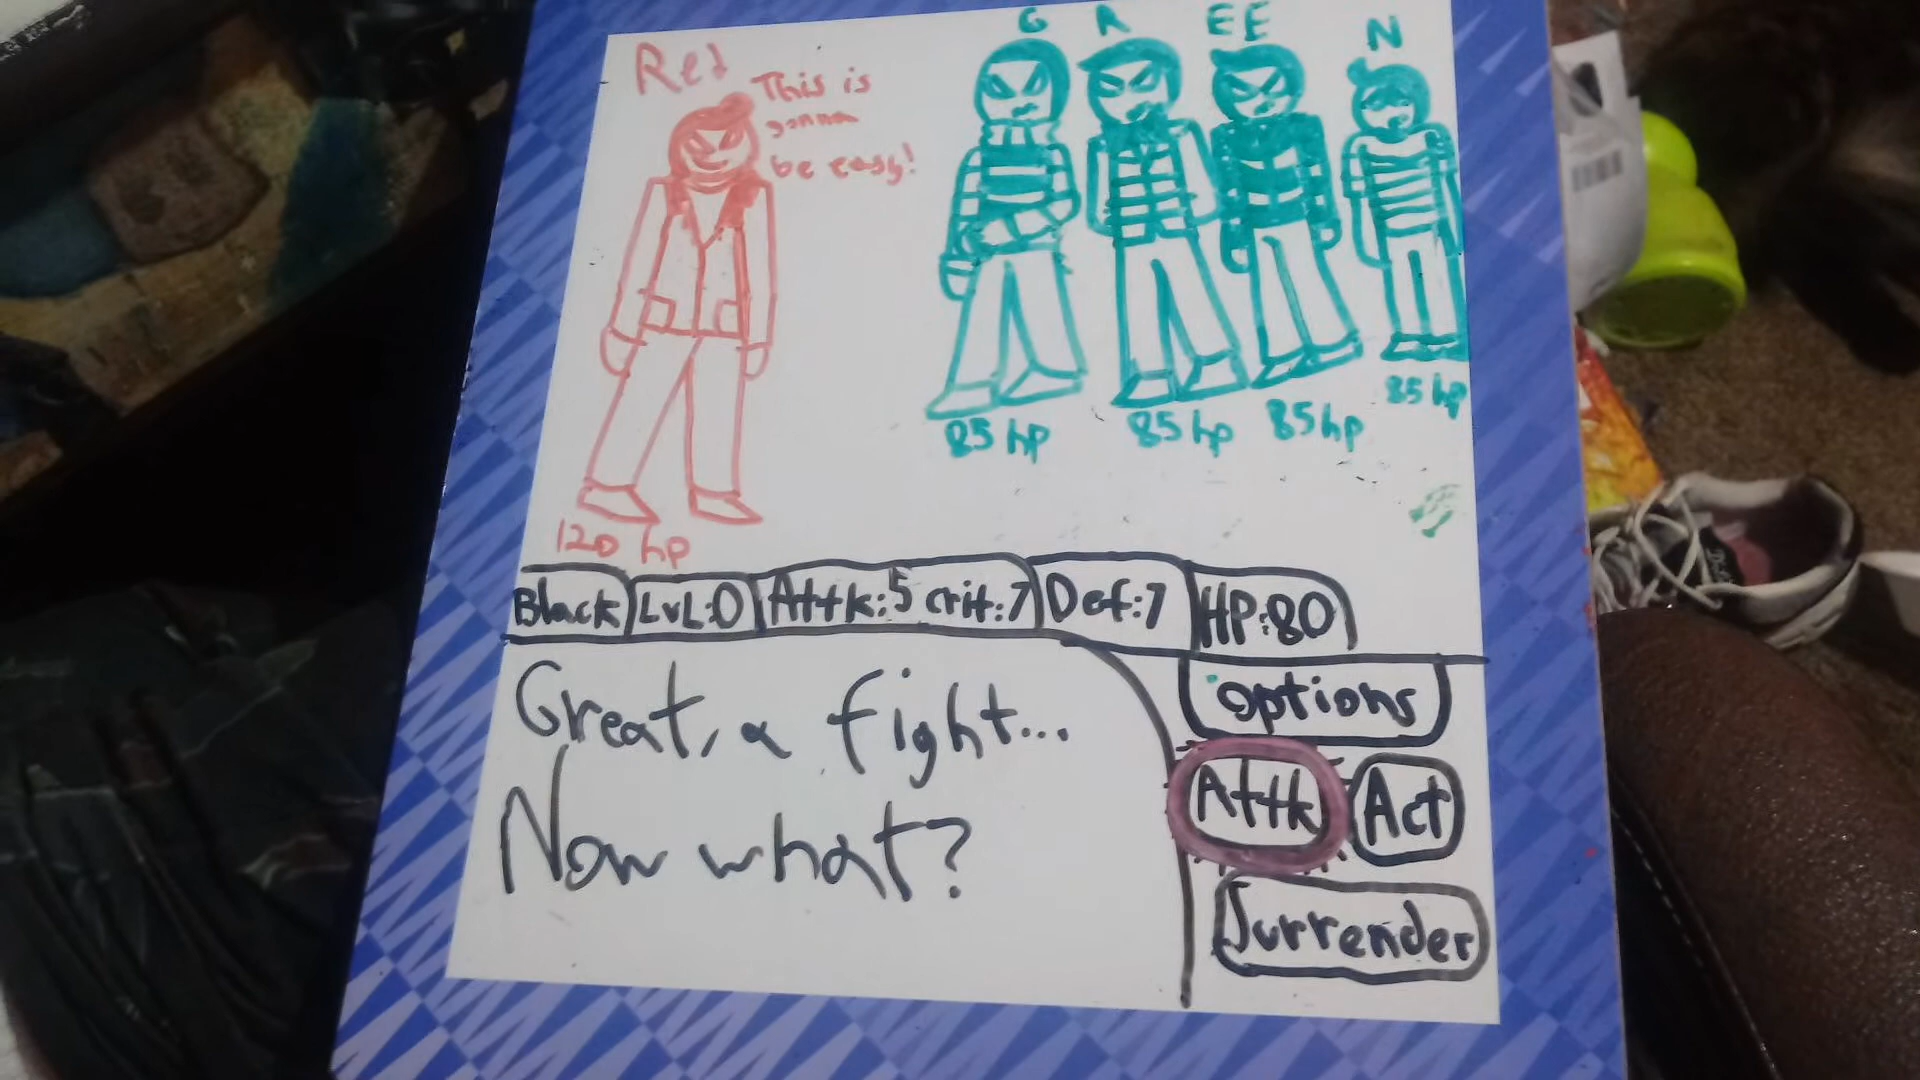 Red
This is
gonna
be easy!
120 hp
G R EE N
85 hp
85 hp
85 hp
85 hp
Black
LvL:0
Attk:5 crit:7
Def:7
HP:80
Great, a fight...
Now what?
options
Attk
Act
Surrender